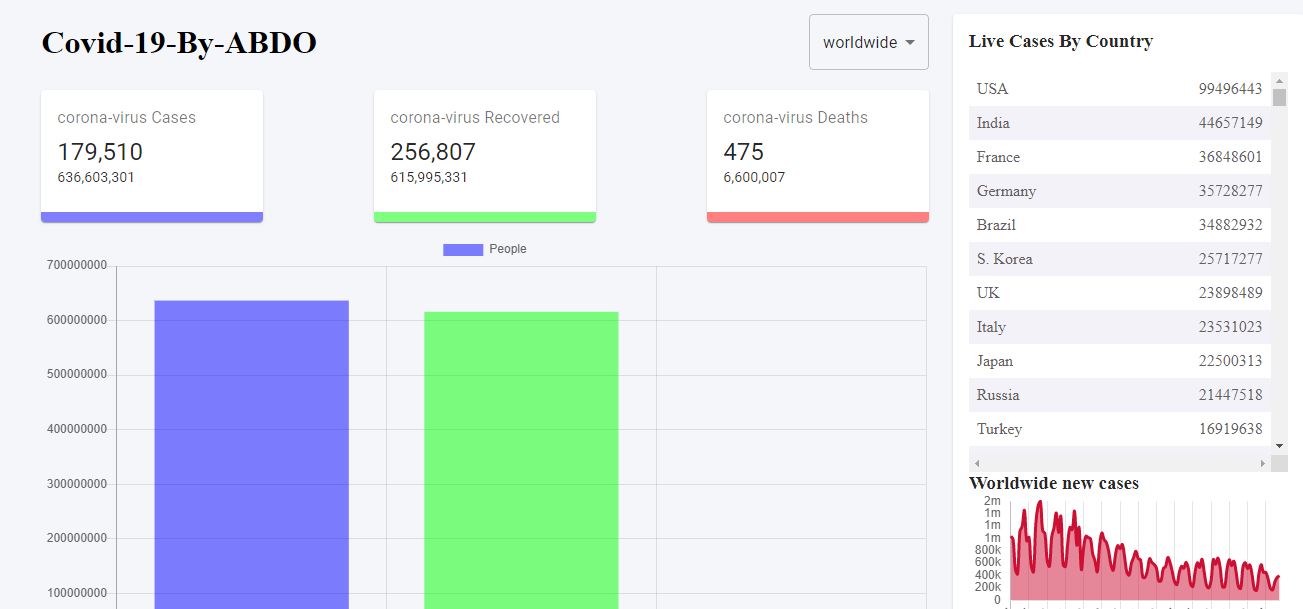 Covid-19-By-ABDO
worldwide
corona-virus Cases
179,510
636,603,301
corona-virus Recovered
256,807
615,995,331
corona-virus Deaths
475
6,600,007
People
700000000
600000000
500000000
400000000
300000000
200000000
100000000
Live Cases By Country
USA 99496443
India 44657149
France 36848601
Germany 35728277
Brazil 34882932
S. Korea 25717277
UK 23898489
Italy 23531023
Japan 22500313
Russia 21447518
Turkey 16919638
Worldwide new cases
2m
1m
1m
1m
800k
600k
400k
200k
0